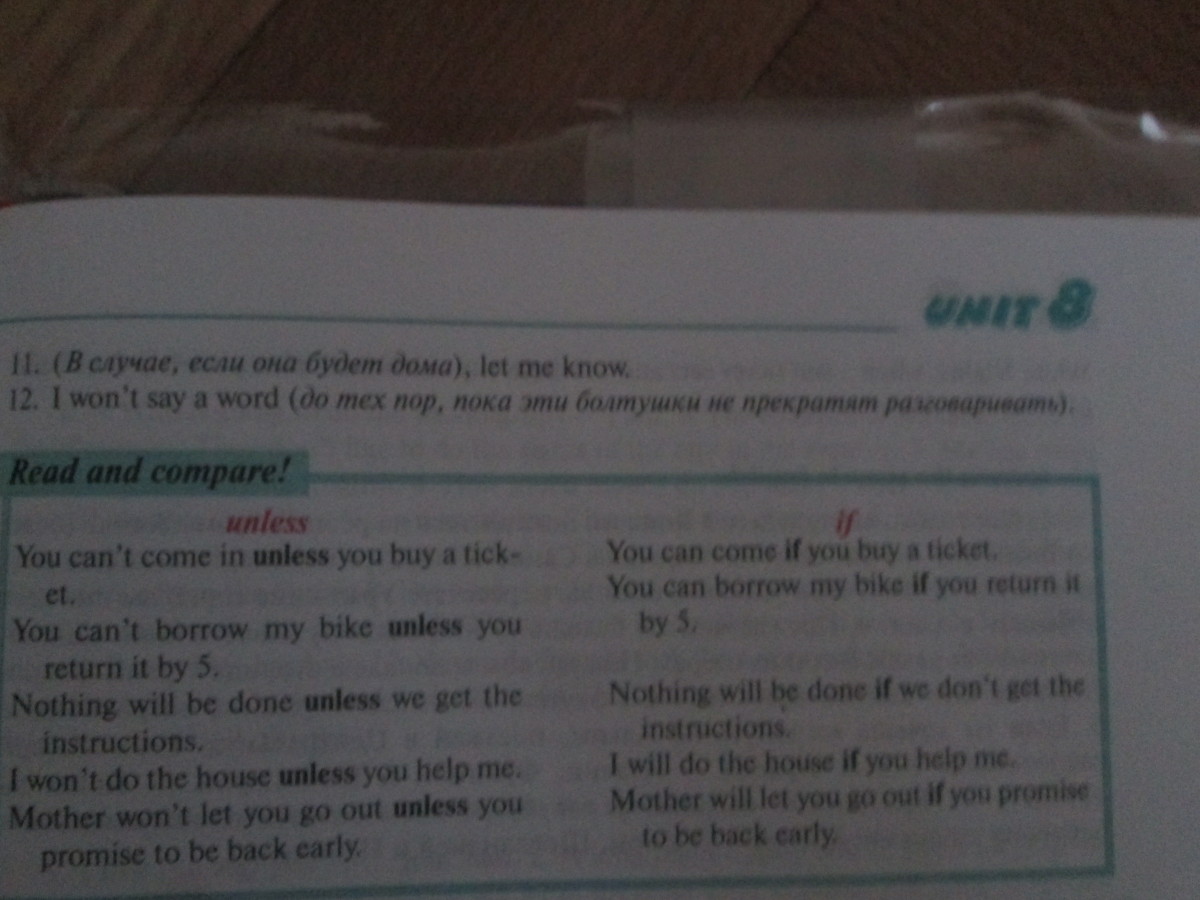 UNIT 8
11. (В случае, если она будет дома), let me know.
12. I won't say a word (до тех пор, пока эти болтушки не прекратят разговаривать).
Read and compare!
unless
You can't come in unless you buy a tick-
et.
You can't borrow my bike unless you
return it by 5.
Nothing will be done unless we get the
instructions.
I won't do the house unless you help me.
Mother won't let you go out unless you
promise to be back early.
if
You can come if you buy a ticket.
You can borrow my bike if you return it
by 5.
Nothing will be done if we don't get the
instructions.
I will do the house if you help me.
Mother will let you go out if you promise
to be back early.